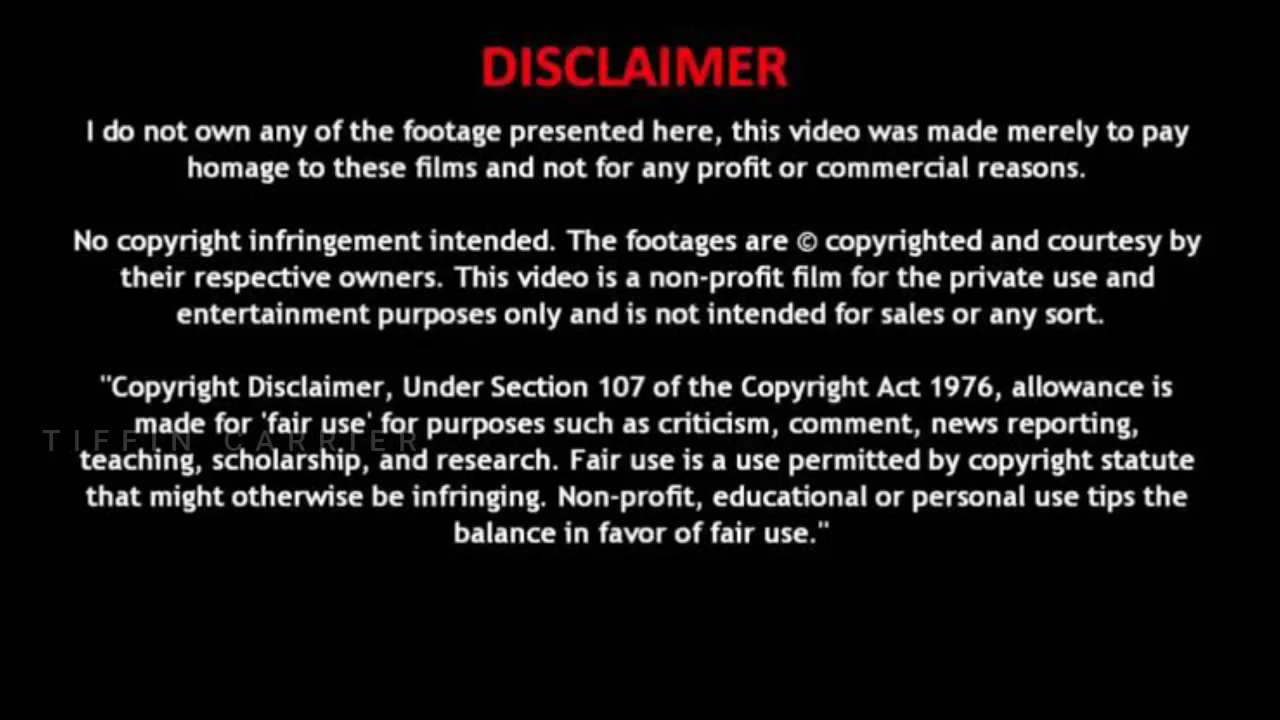 DISCLAIMER
I do not own any of the footage presented here, this video was made merely to pay
homage to these films and not for any profit or commercial reasons.
No copyright infringement intended. The footages are © copyrighted and courtesy by
their respective owners. This video is a non-profit film for the private use and
entertainment purposes only and is not intended for sales or any sort.
"Copyright Disclaimer, Under Section 107 of the Copyright Act 1976, allowance is
made for 'fair use' for purposes such as criticism, comment, news reporting,
TIFFIN CARRIER
teaching, scholarship, and research. Fair use is a use permitted by copyright statute
that might otherwise be infringing. Non-profit, educational or personal use tips the
balance in favor of fair use."